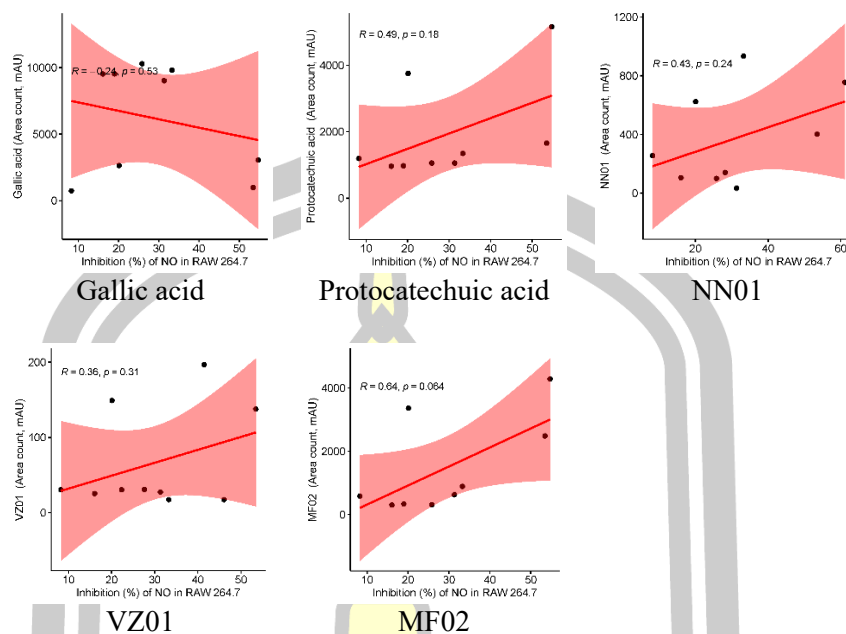 Gallic acid (Area count, mAU)
10000
5000
0
R = −0.24, p = 0.53
10 20 30 40 50
Inhibition (%) of NO in RAW 264.7
Gallic acid
Protocatechuic acid (Area count, mAU)
4000
2000
0
R = 0.49, p = 0.18
10 20 30 40 50
Inhibition (%) of NO in RAW 264.7
Protocatechuic acid
NN01 (Area count, mAU)
1200
800
400
0
R = 0.43, p = 0.24
20 40 60
Inhibition (%) of NO in RAW 264.7
NN01
VZ01 (Area count, mAU)
200
100
0
R = 0.36, p = 0.31
10 20 30 40 50
Inhibition (%) of NO in RAW 264.7
VZ01
MF02 (Area count, mAU)
4000
2000
0
R = 0.64, p = 0.064
10 20 30 40 50
Inhibition (%) of NO in RAW 264.7
MF02